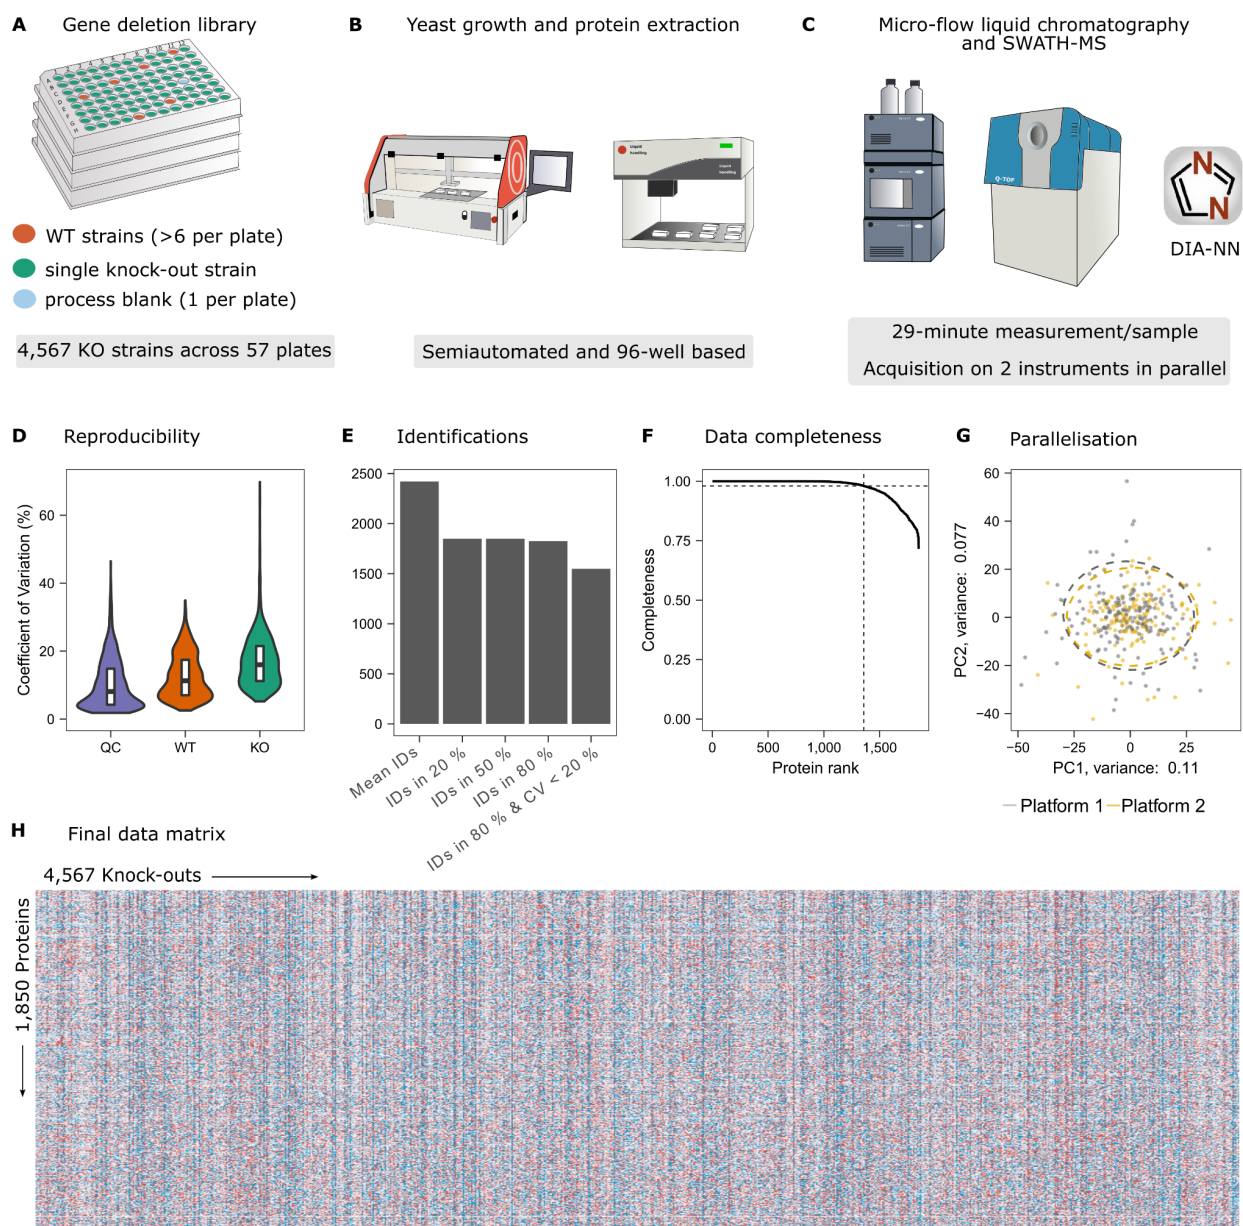 A Gene deletion library
WT strains (>6 per plate)
single knock-out strain
process blank (1 per plate)
4,567 KO strains across 57 plates
B Yeast growth and protein extraction
Liquid
handling
Liquid
handling
Semiautomated and 96-well based
C Micro-flow liquid chromatography
and SWATH-MS
Q-TOF
N
N
DIA-NN
29-minute measurement/sample
Acquisition on 2 instruments in parallel
D Reproducibility
Coefficient of Variation (%)
60
40
20
0
QC WT KO
E Identifications
2500
2000
1500
1000
500
0
Mean IDs
IDs in 20 %
IDs in 50 %
IDs in 80 %
IDs in 80 % & CV < 20 %
F Data completeness
Completeness
1.00
0.75
0.50
0.25
0.00
0 500 1,000 1,500
Protein rank
G Parallelisation
PC2, variance: 0.077
60
40
20
0
−20
−40
−50 −25 0 25
PC1, variance: 0.11
Platform 1 Platform 2
H Final data matrix
4,567 Knock-outs
1,850 Proteins